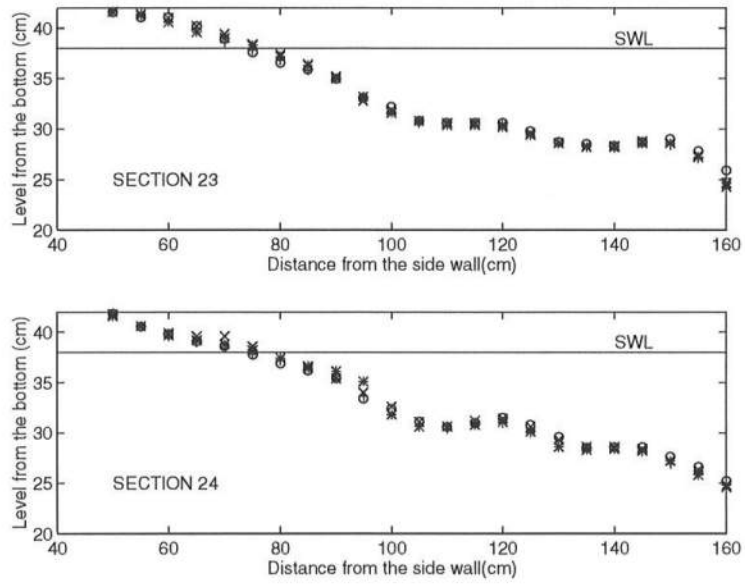 40
35
30
25
20
Level from the bottom (cm)
SWL
SECTION 23
40 60 80 100 120 140 160
Distance from the side wall(cm)
40
35
30
25
20
Level from the bottom (cm)
SWL
SECTION 24
40 60 80 100 120 140 160
Distance from the side wall(cm)